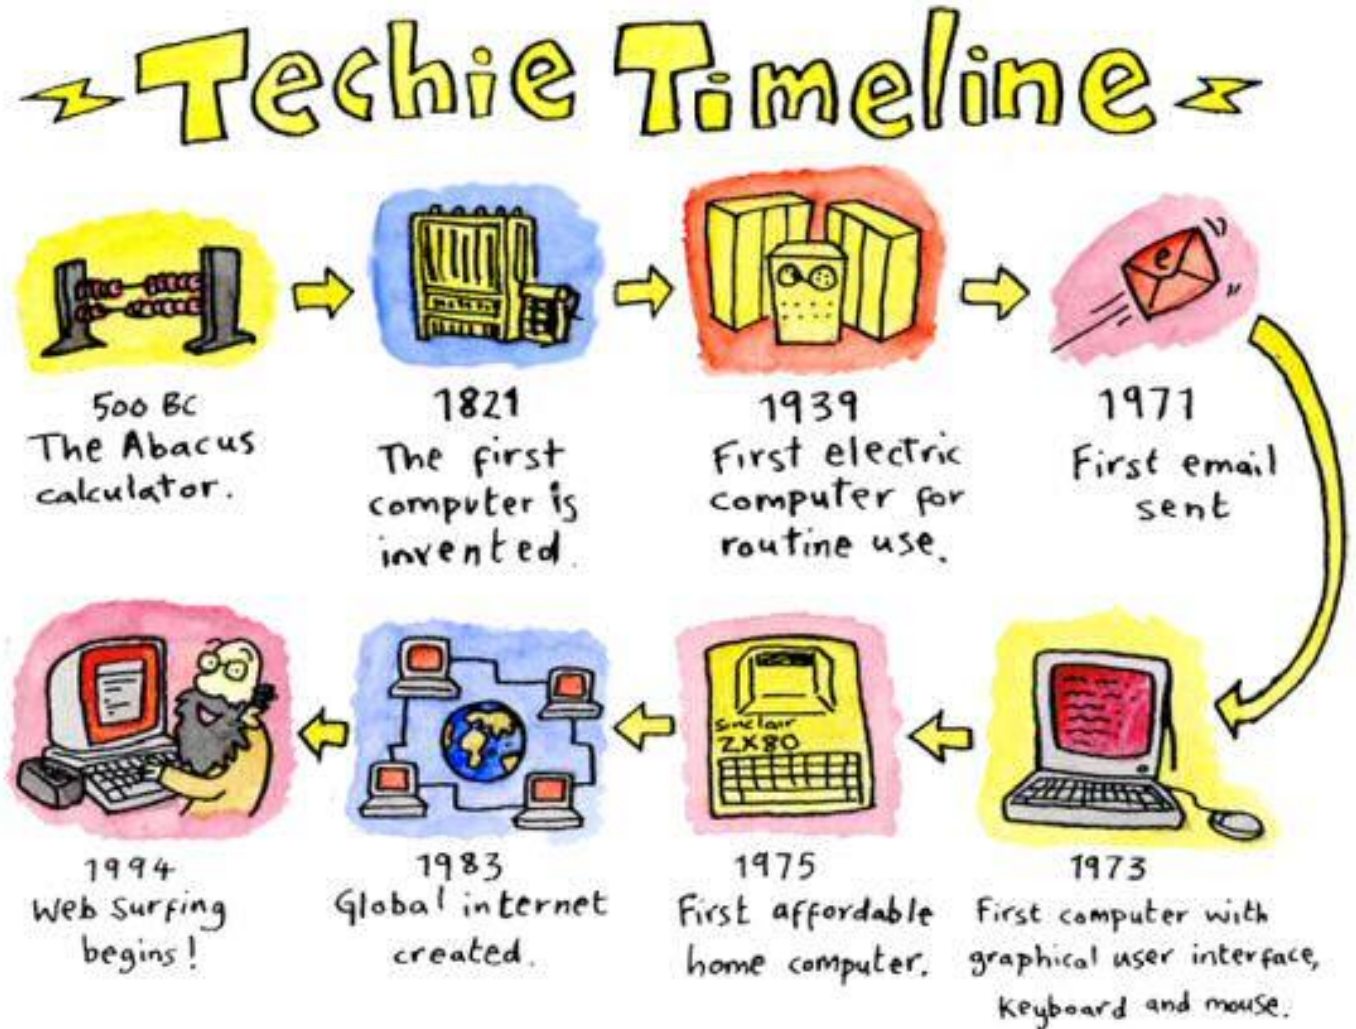 Techie Timeline
500 BC
The Abacus
calculator.
1821
The first
computer is
invented.
1939
First electric
computer for
routine use.
e
1971
First email
sent
1973
First computer with
graphical user interface,
Keyboard and mouse.
Sinclair
ZX80
1975
First affordable
home computer.
1983
Global internet
created.
1994
Web Surfing
begins!